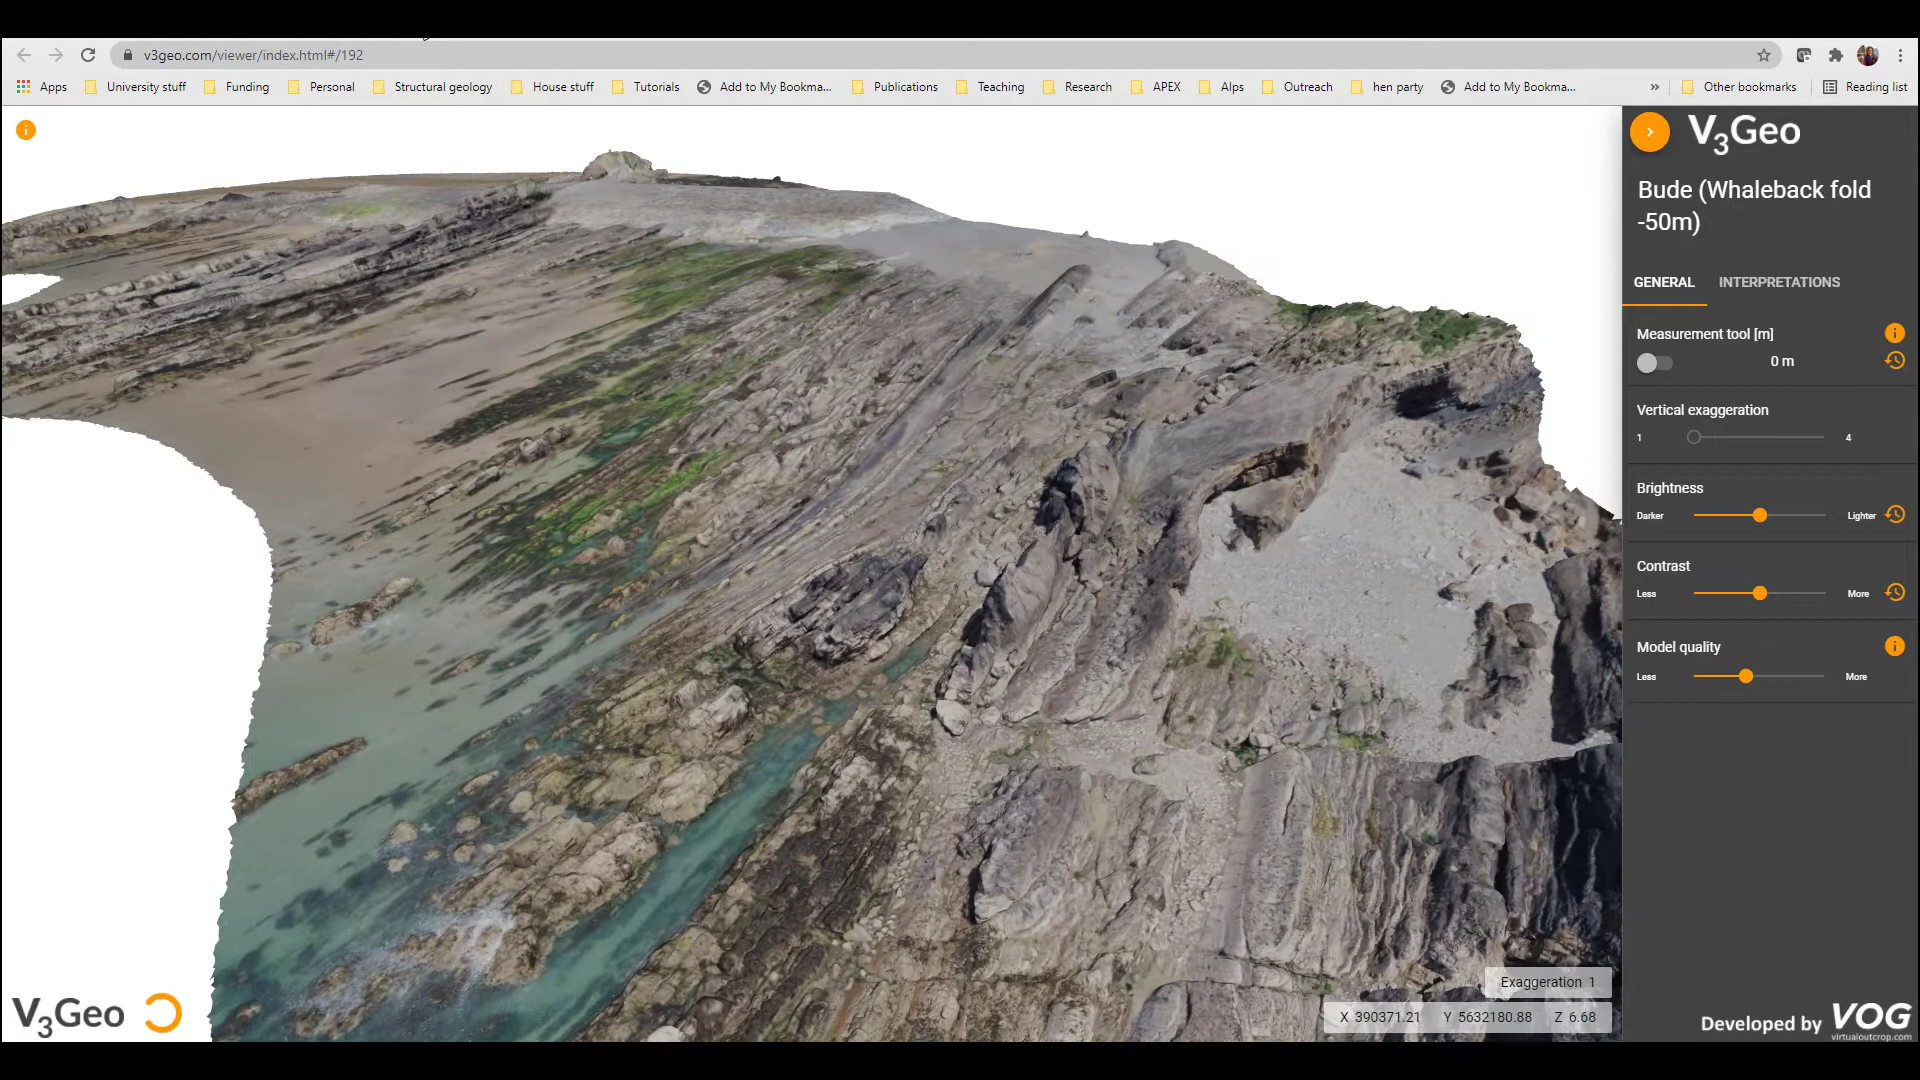 v3geo.com/viewer/index.html#/192
Apps University stuff Funding Personal Structural geology House stuff Tutorials Add to My Bookma... Publications Teaching Research APEX Alps Outreach hen party Add to My Bookma... » Other bookmarks Reading list
V3Geo
Bude (Whaleback fold
-50m)
GENERAL INTERPRETATIONS
Measurement tool [m]
0 m
Vertical exaggeration
1 4
Brightness
Darker Lighter
Contrast
Less More
Model quality
Less More
Exaggeration 1
X 390371.21 Y 5632180.88 Z 6.68
V3Geo
Developed by VOG
virtualoutcrop.com